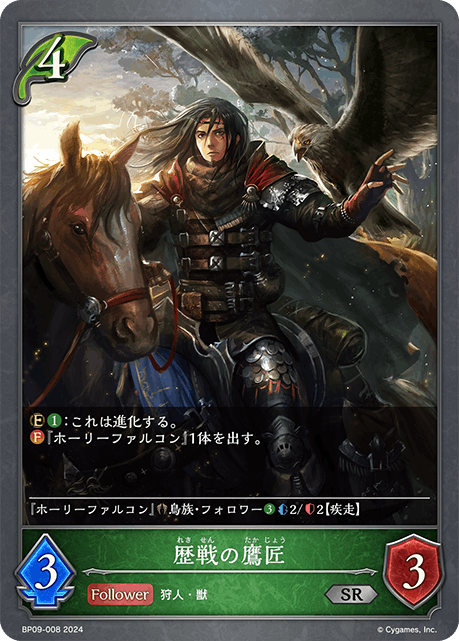 4
E 1:これは進化する。
F 『ホーリーファルコン』1体を出す。
『ホーリーファルコン』鳥族・フォロワー3 2/2【疾走】
れき せん たか じょう
歴戦の鷹匠
3 Follower 狩人・獣 SR 3
BP09-008 2024 © Cygames, Inc.